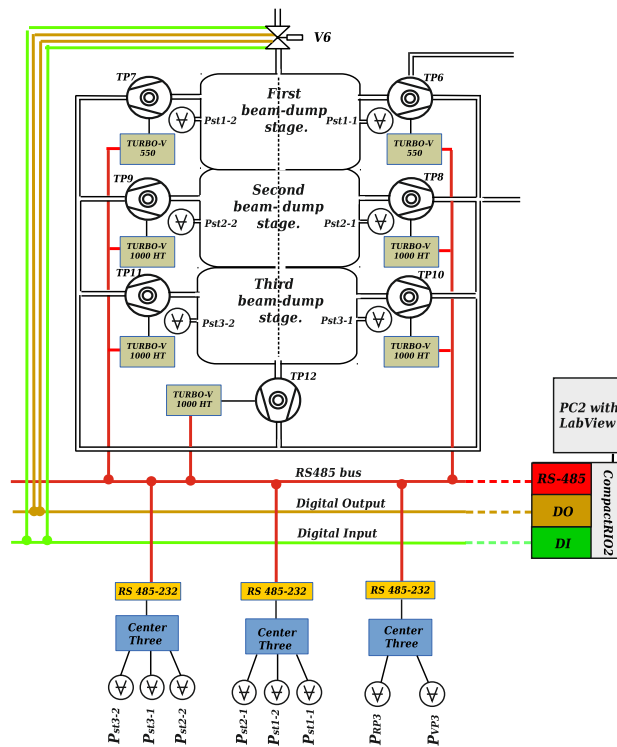 V6
TP7
TP6
First
beam-dump
stage.
Pst1-2
Pst1-1
TURBO-V
550
TURBO-V
550
TP9
TP8
Second
beam- dump
stage.
Pst2-2
Pst2-1
TURBO-V
1000 HT
TURBO-V
1000 HT
TP11
TP10
Third
beam-dump
stage.
Pst3-2
Pst3-1
TURBO-V
1000 HT
TURBO-V
1000 HT
TP12
TURBO-V
1000 HT
PC2 with
LabView
RS485 bus
RS-485
Digital Output
DO
Digital Input
DI
CompactRIO2
RS 485-232
RS 485-232
RS 485-232
Center
Three
Center
Three
Center
Three
Pst3-2
Pst3-1
Pst2-2
Pst2-1
Pst1-2
Pst1-1
PRP3
PVP3